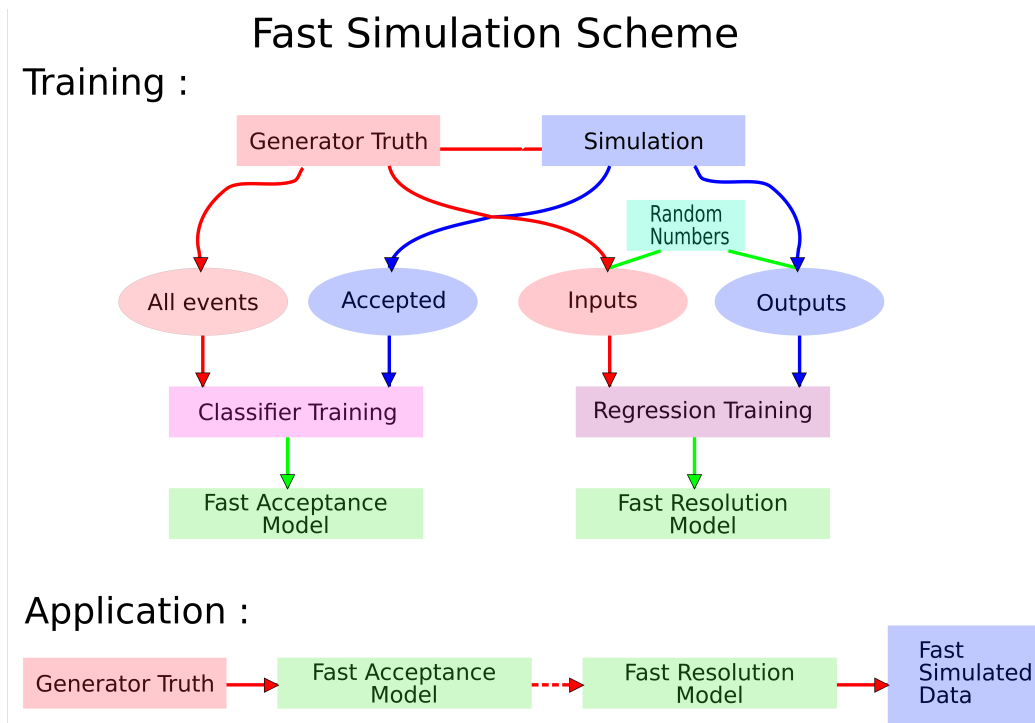 Fast Simulation Scheme
Training :
Generator Truth
Simulation
Random
Numbers
All events
Accepted
Inputs
Outputs
Classifier Training
Regression Training
Fast Acceptance
Model
Fast Resolution
Model
Application :
Generator Truth
Fast Acceptance
Model
Fast Resolution
Model
Fast
Simulated
Data